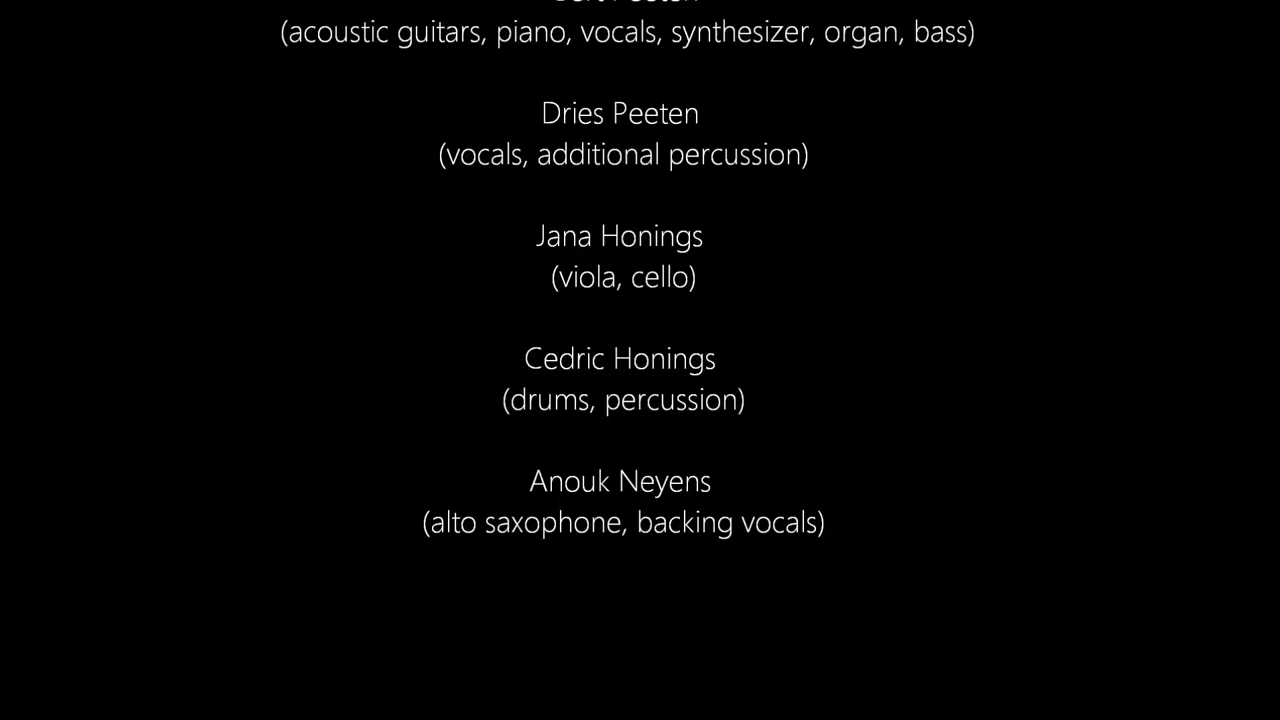 (acoustic guitars, piano, vocals, synthesizer, organ, bass)
Dries Peeten
(vocals, additional percussion)
Jana Honings
(viola, cello)
Cedric Honings
(drums, percussion)
Anouk Neyens
(alto saxophone, backing vocals)